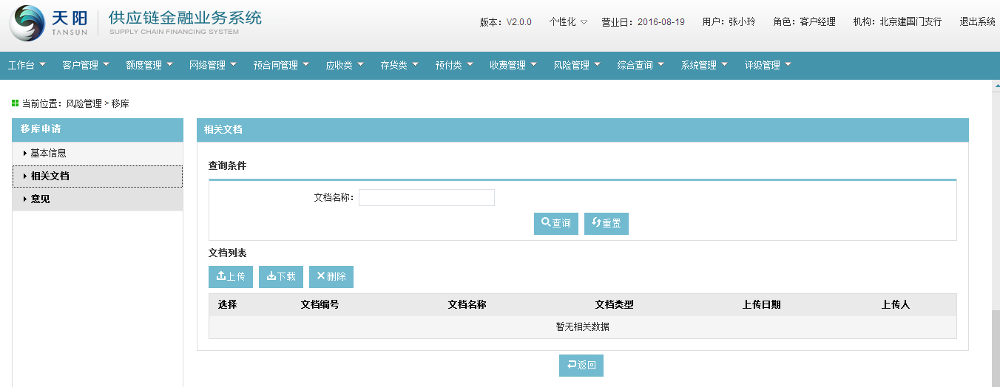 天阳
TANSUN
供应链金融业务系统
SUPPLY CHAIN FINANCING SYSTEM
版本：V2.0.0 个性化 营业日：2016-08-19 用户：张小玲 角色：客户经理 机构：北京建国门支行 退出系统
工作台 客户管理 额度管理 网络管理 预合同管理 应收类 存货类 预付类 收费管理 风险管理 综合查询 系统管理 评级管理
当前位置：风险管理 > 移库
移库申请
基本信息
相关文档
意见
相关文档
查询条件
文档名称：
查询 重置
文档列表
上传 下载 删除
选择 文档编号 文档名称 文档类型 上传日期 上传人
暂无相关数据
返回